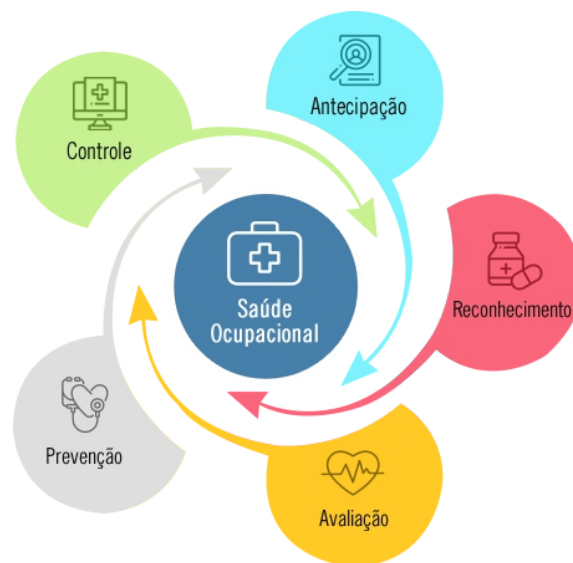 Antecipação
Controle
Reconhecimento
Saúde
Ocupacional
Prevenção
Avaliação